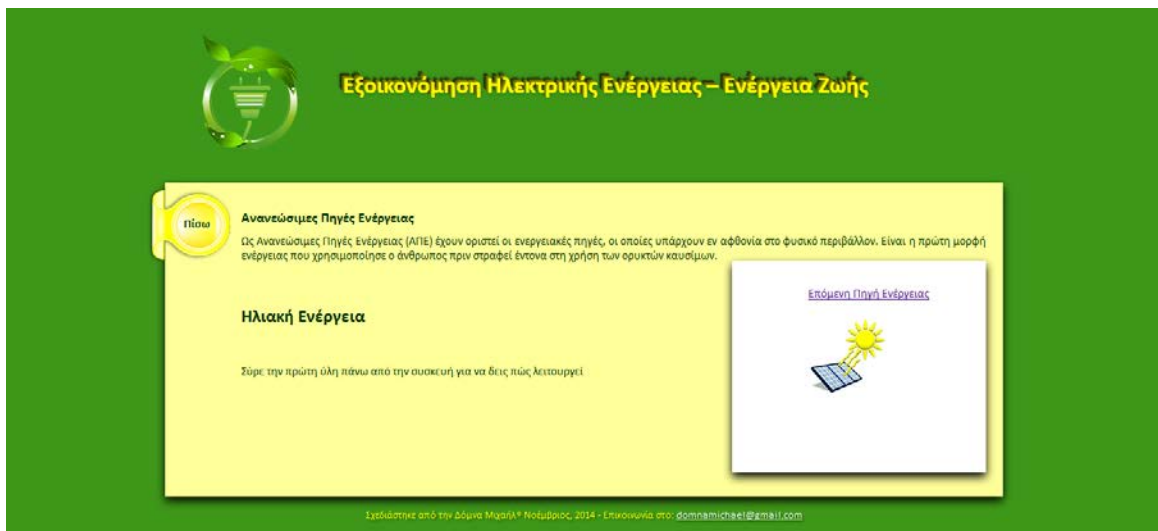 Εξοικονόμηση Ηλεκτρικής Ενέργειας – Ενέργεια Ζωής
Πίσω
Ανανεώσιμες Πηγές Ενέργειας
Ως Ανανεώσιμες Πηγές Ενέργειας (ΑΠΕ) έχουν οριστεί οι ενεργειακές πηγές, οι οποίες υπάρχουν εν αφθονία στο φυσικό περιβάλλον. Είναι η πρώτη μορφή
ενέργειας που χρησιμοποίησε ο άνθρωπος πριν στραφεί έντονα στη χρήση των ορυκτών καυσίμων.
Επόμενη Πηγή Ενέργειας
Ηλιακή Ενέργεια
Σύρε την πρώτη ύλη πάνω από την συσκευή για να δεις πώς λειτουργεί
Σχεδιάστηκε από την Δόμνα Μιχαήλ® Νοέμβριος, 2014 - Επικοινωνία στο: domnamichael@gmail.com